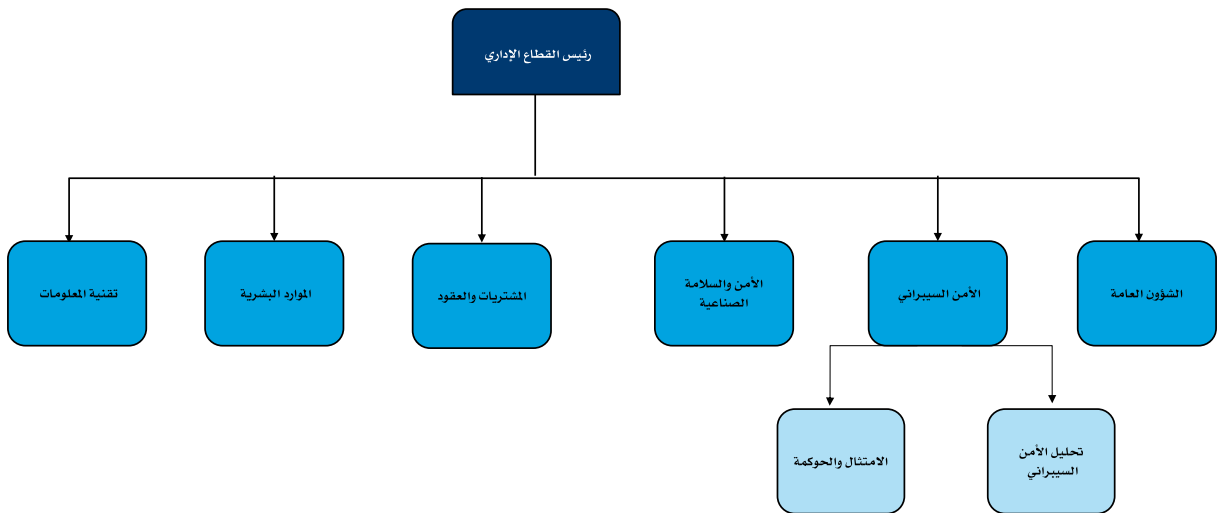 رئيس القطاع الإداري
الشؤون العامة
الأمن السيبراني
الأمن والسلامة
الصناعية
المشتريات والعقود
الموارد البشرية
تقنية المعلومات
تحليل الأمن
السيبراني
الامتثال والحوكمة